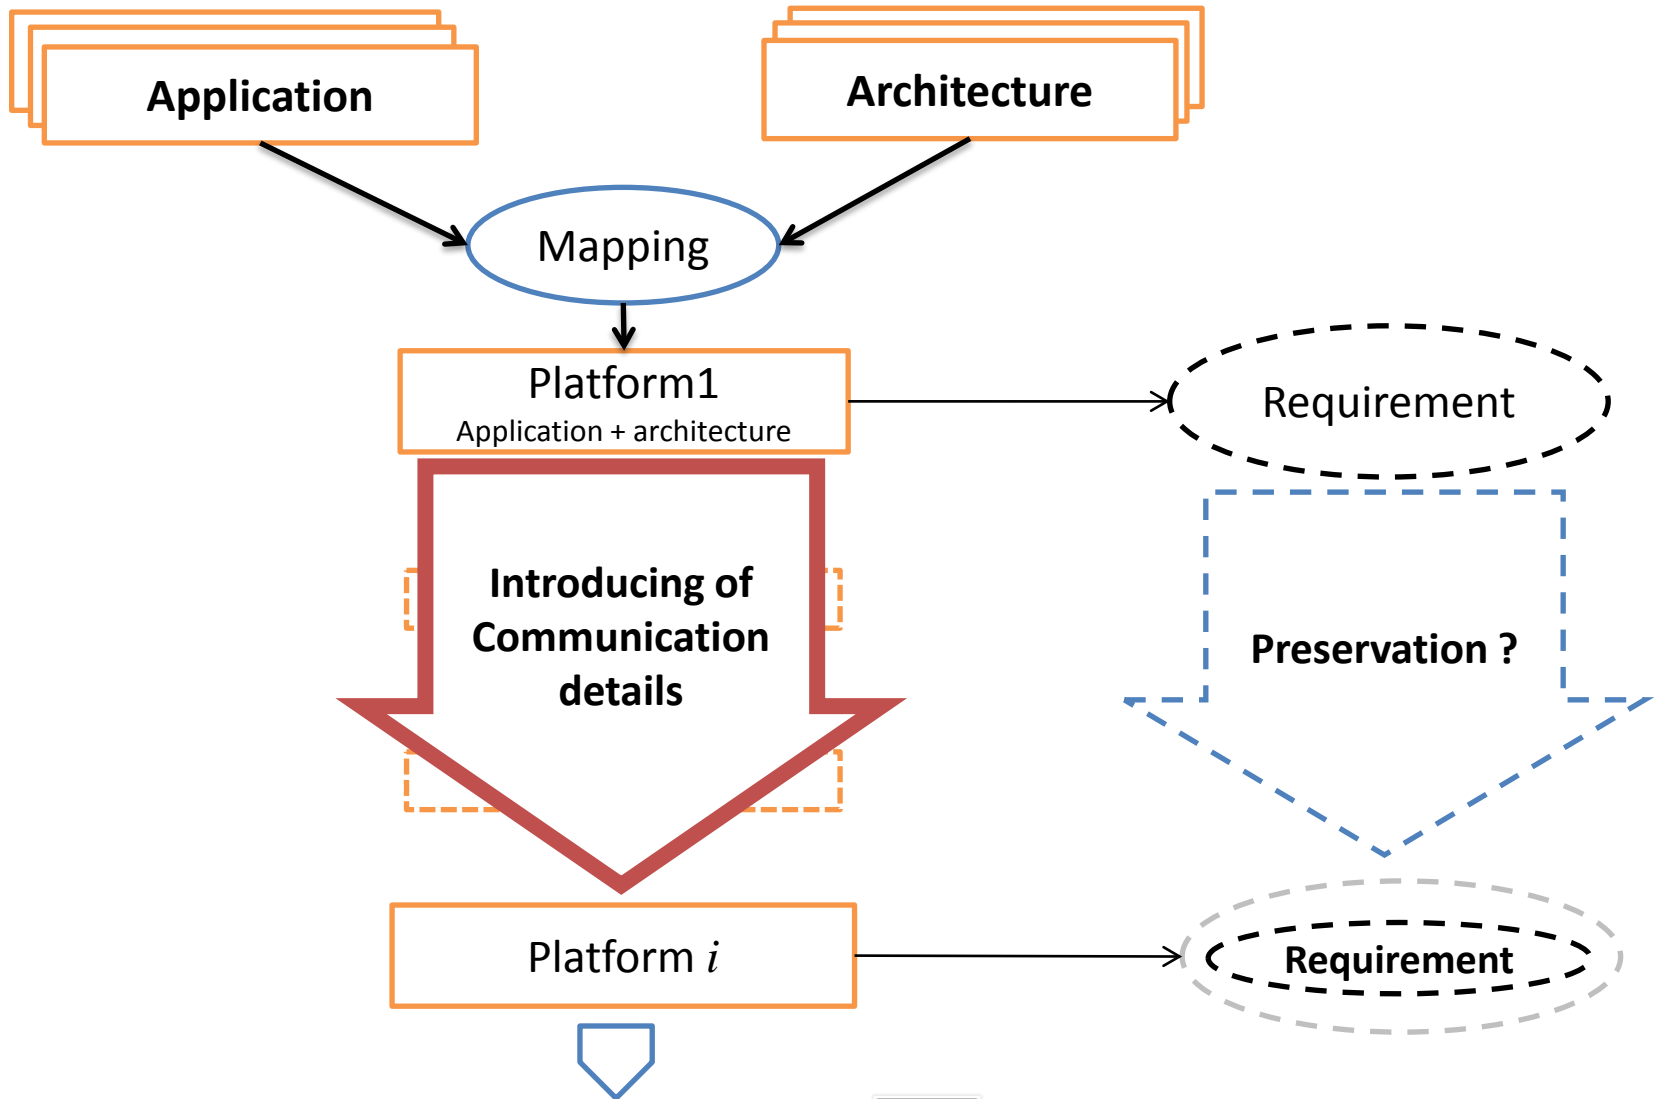 Application
Architecture
Mapping
Platform1
Application + architecture
Requirement
Introducing of
Communication
details
Preservation ?
Platform i
Requirement